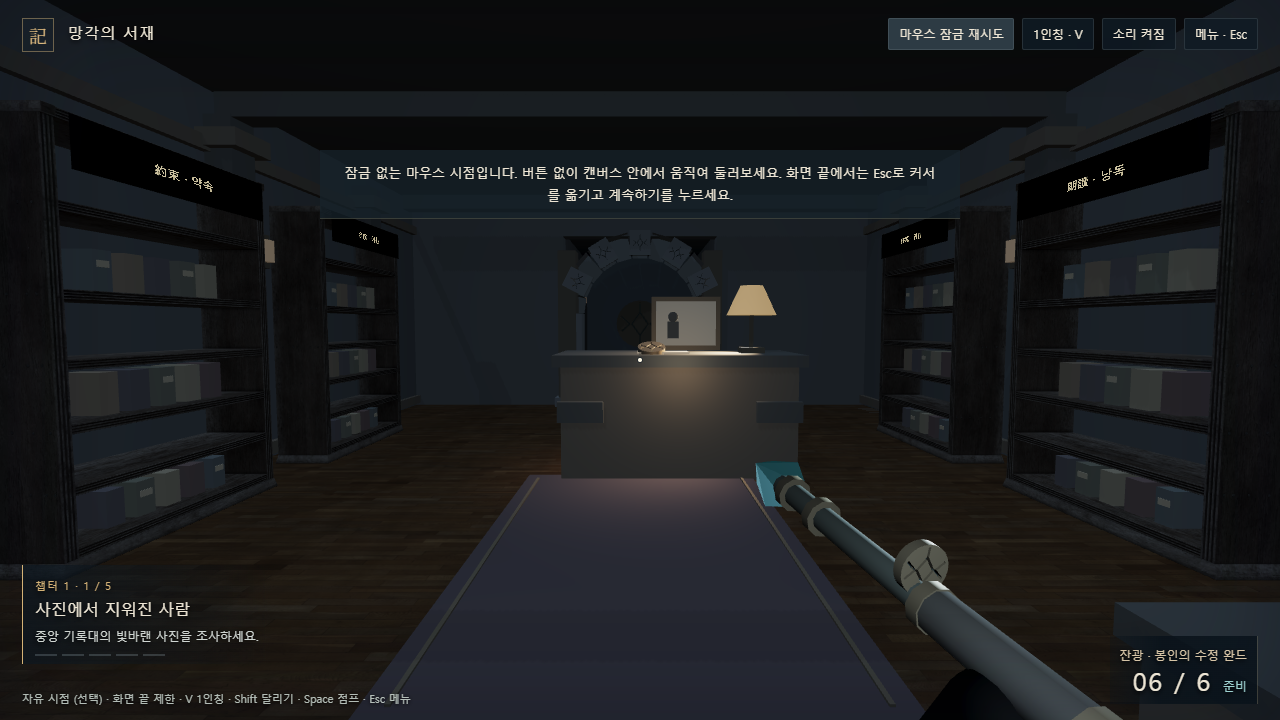 記 망각의 서재
마우스 잠금 재시도
1인칭 · V
소리 켜짐
메뉴 · Esc
約束 · 약속
朗讀 · 낭독
잠금 없는 마우스 시점입니다. 버튼 없이 캔버스 안에서 움직여 둘러보세요. 화면 끝에서는 Esc로 커서
를 옮기고 계속하기를 누르세요.
챕터 1 · 1 / 5
사진에서 지워진 사람
중앙 기록대의 빛바랜 사진을 조사하세요.
자유 시점 (선택) · 화면 끝 제한 · V 1인칭 · Shift 달리기 · Space 점프 · Esc 메뉴
잔광 · 봉인의 수정 완드
06 / 6 준비